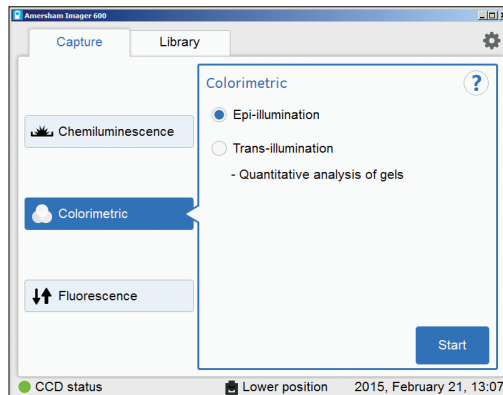 Amersham Imager 600
Capture
Library
Colorimetric
?
Epi-illumination
Chemiluminescence
Trans-illumination
- Quantitative analysis of gels
Colorimetric
Fluorescence
Start
CCD status
Lower position
2015, February 21, 13:07